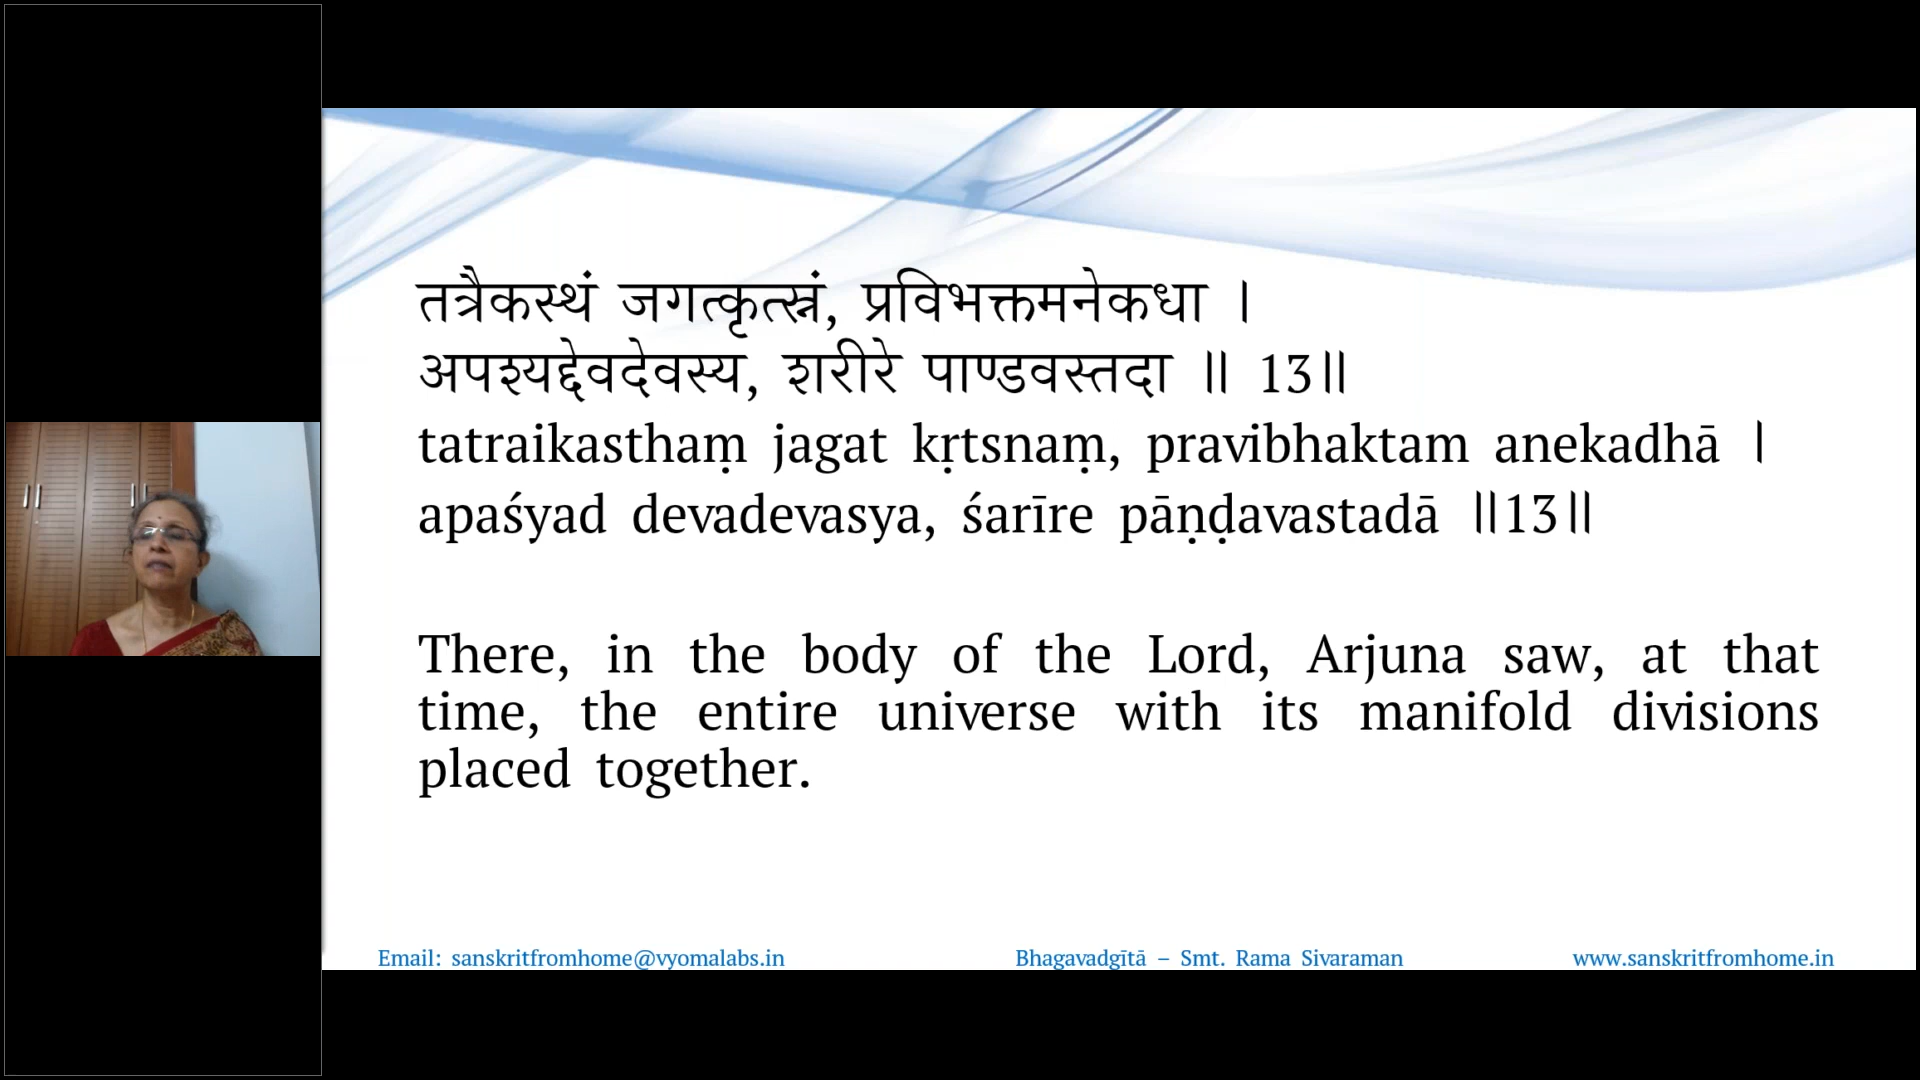 तत्रैकस्थं जगत्कृत्स्नं, प्रविभक्तमनेकधा ।
अपश्यद्देवदेवस्य, शरीरे पाण्डवस्तदा ॥ 13॥
tatraikasthaṃ jagat kṛtsnaṃ, pravibhaktam anekadhā ।
apaśyad devadevasya, śarīre pāṇḍavastadā ॥13॥
There, in the body of the Lord, Arjuna saw, at that
time, the entire universe with its manifold divisions
placed together.
Email: sanskritfromhome@vyomalabs.in Bhagavadgītā – Smt. Rama Sivaraman www.sanskritfromhome.in